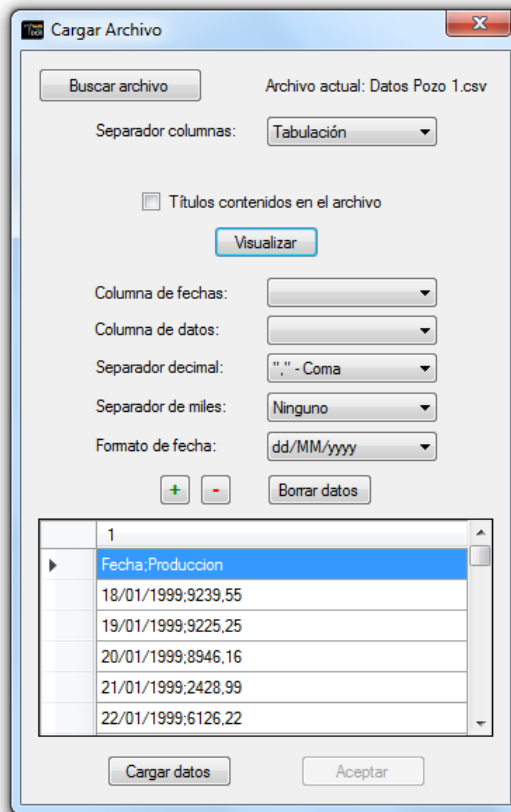 Cargar Archivo
Buscar archivo
Archivo actual: Datos Pozo 1.csv
Separador columnas:
Tabulación
Títulos contenidos en el archivo
Visualizar
Columna de fechas:
Columna de datos:
Separador decimal:
"," - Coma
Separador de miles:
Ninguno
Formato de fecha:
dd/MM/yyyy
+
-
Borrar datos
1
Fecha;Produccion
18/01/1999;9239,55
19/01/1999;9225,25
20/01/1999;8946,16
21/01/1999;2428,99
22/01/1999;6126,22
Cargar datos
Aceptar